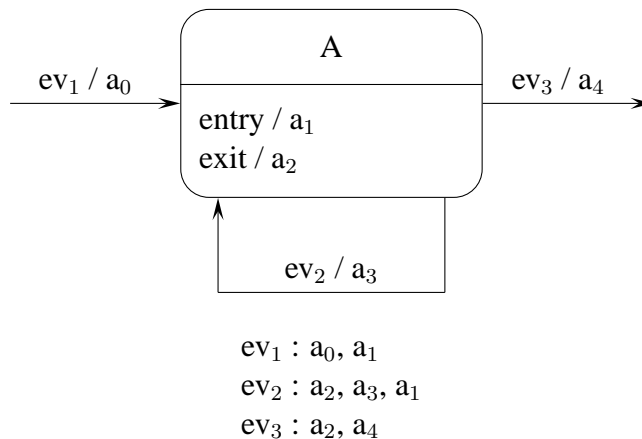 A
ev₁ / a₀
ev₃ / a₄
entry / a₁
exit / a₂
ev₂ / a₃
ev₁ : a₀, a₁
ev₂ : a₂, a₃, a₁
ev₃ : a₂, a₄